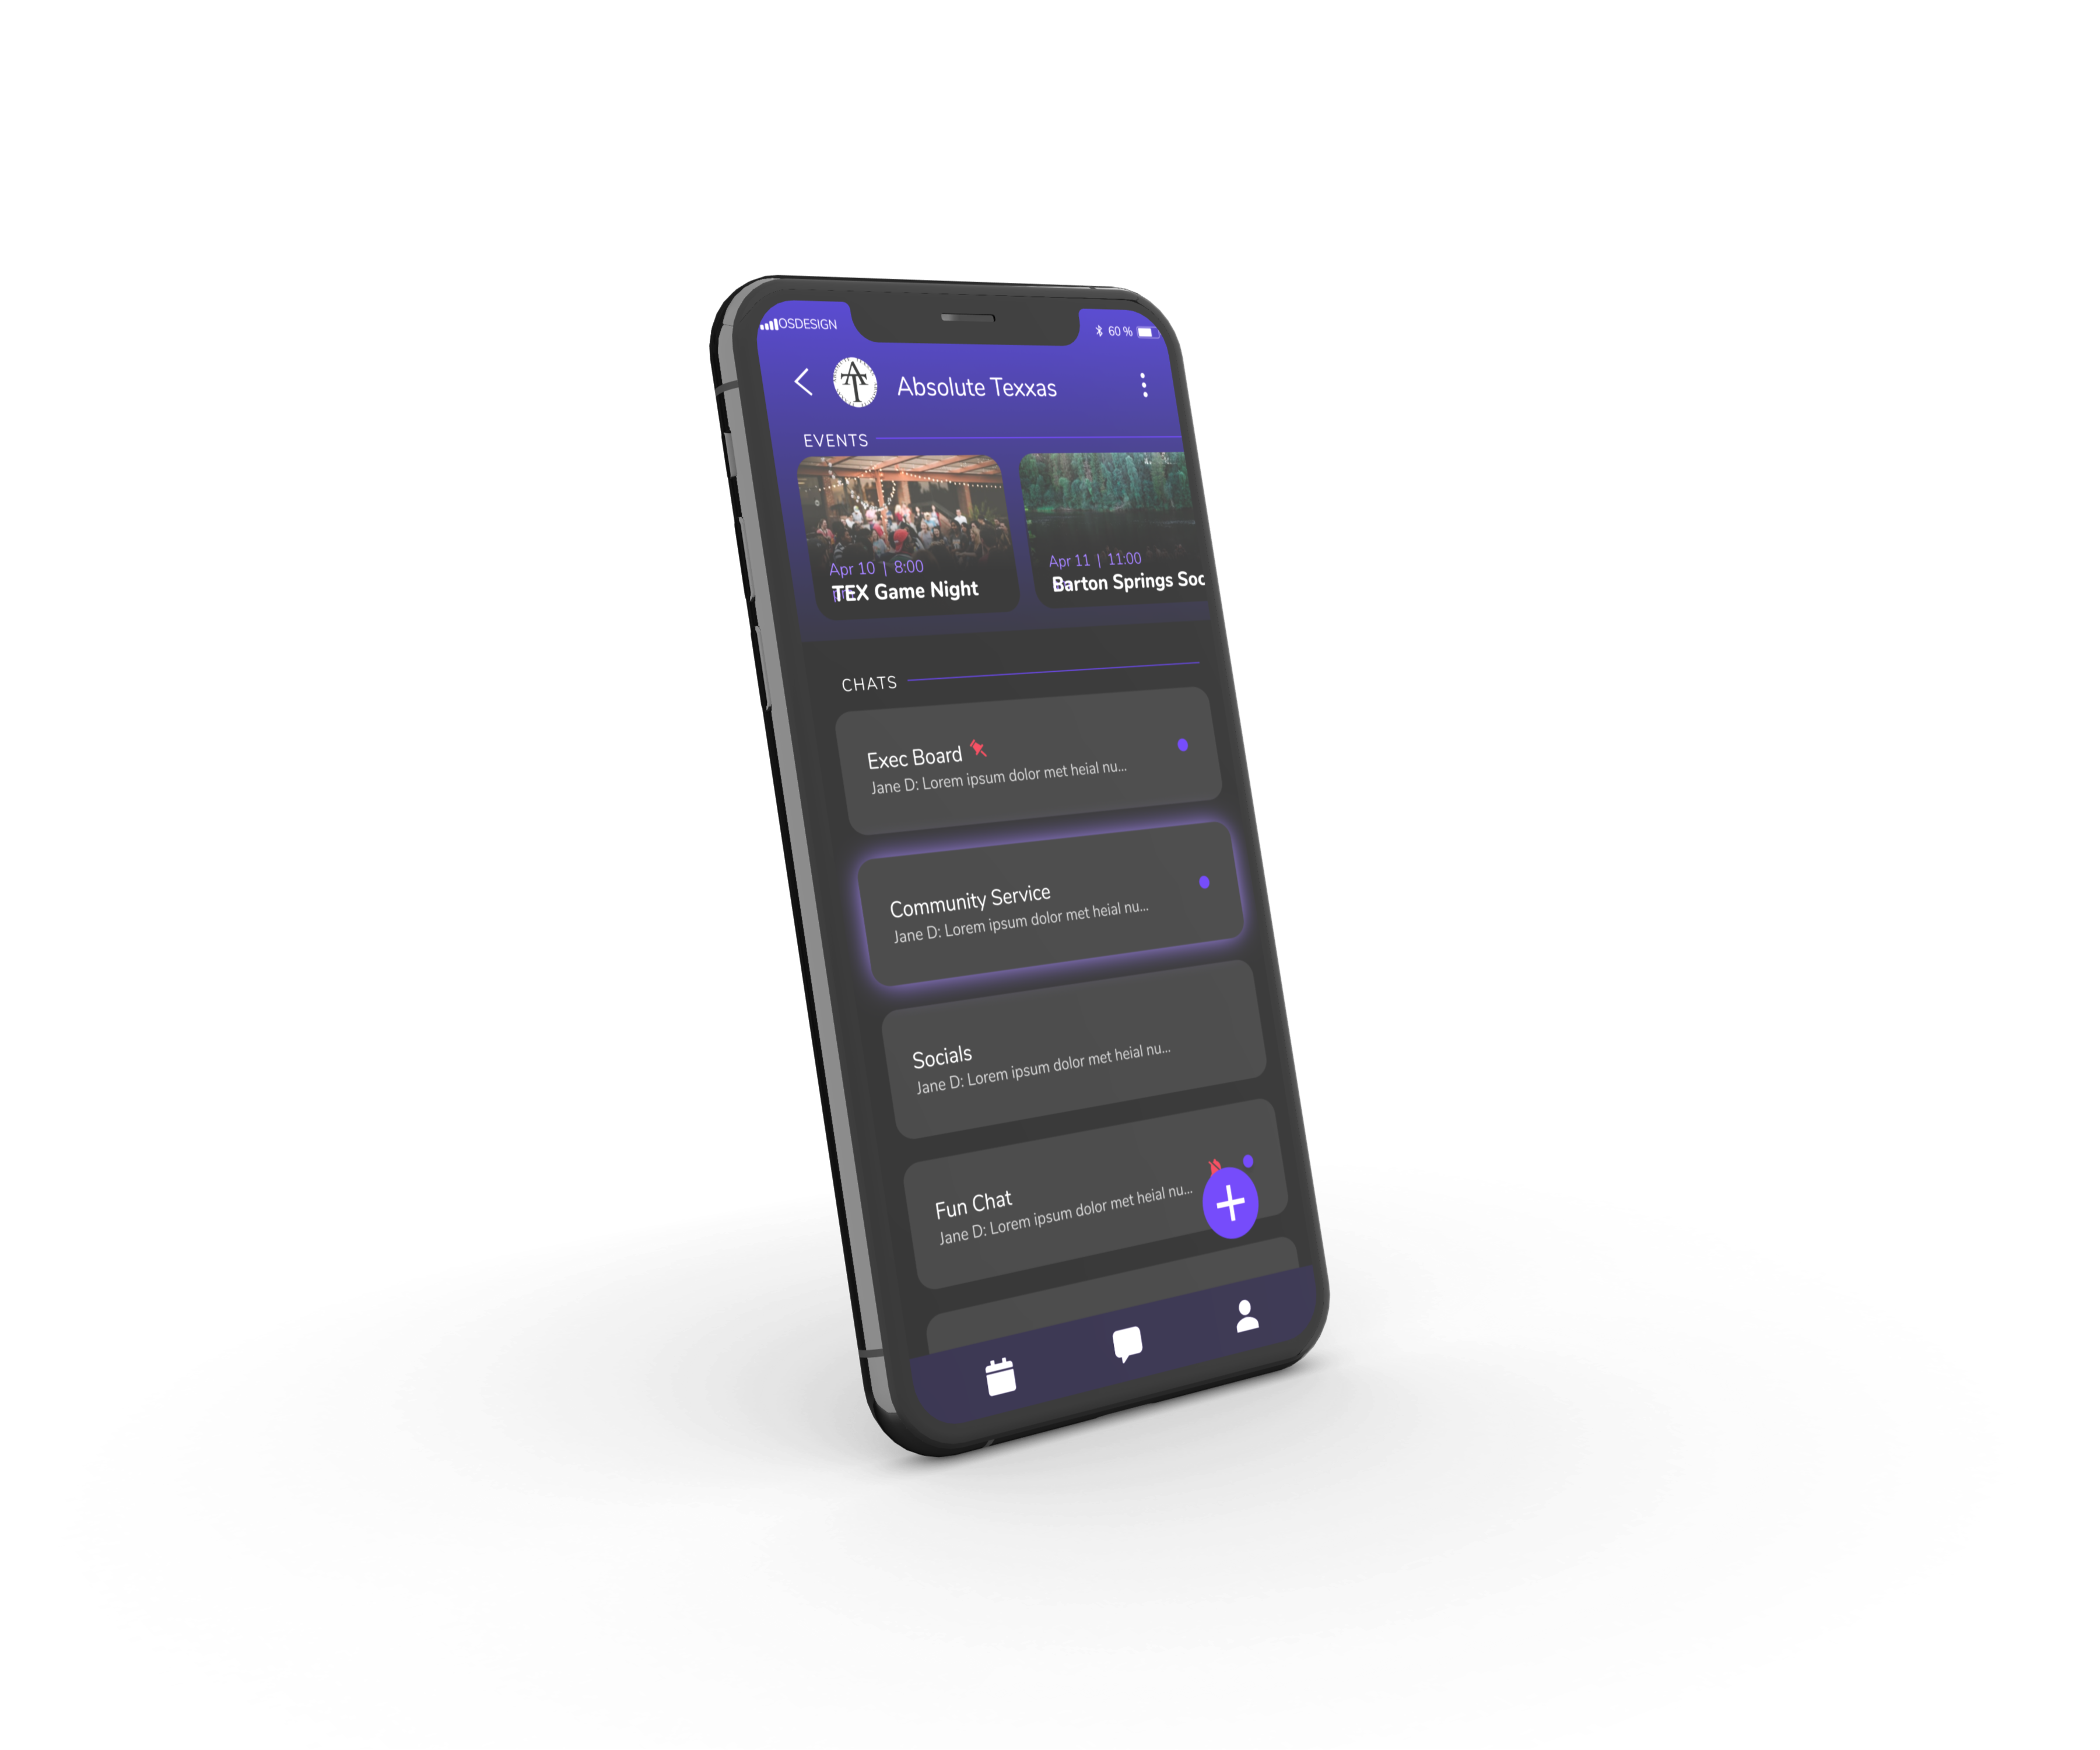 OSDESIGN 60 %
AT Absolute Texxas
EVENTS
Apr 10 | 8:00
TEX Game Night
Apr 11 | 11:00
Barton Springs Soc
CHATS
Exec Board
Jane D: Lorem ipsum dolor met heial nu...
Community Service
Jane D: Lorem ipsum dolor met heial nu...
Socials
Jane D: Lorem ipsum dolor met heial nu...
Fun Chat
Jane D: Lorem ipsum dolor met heial nu...